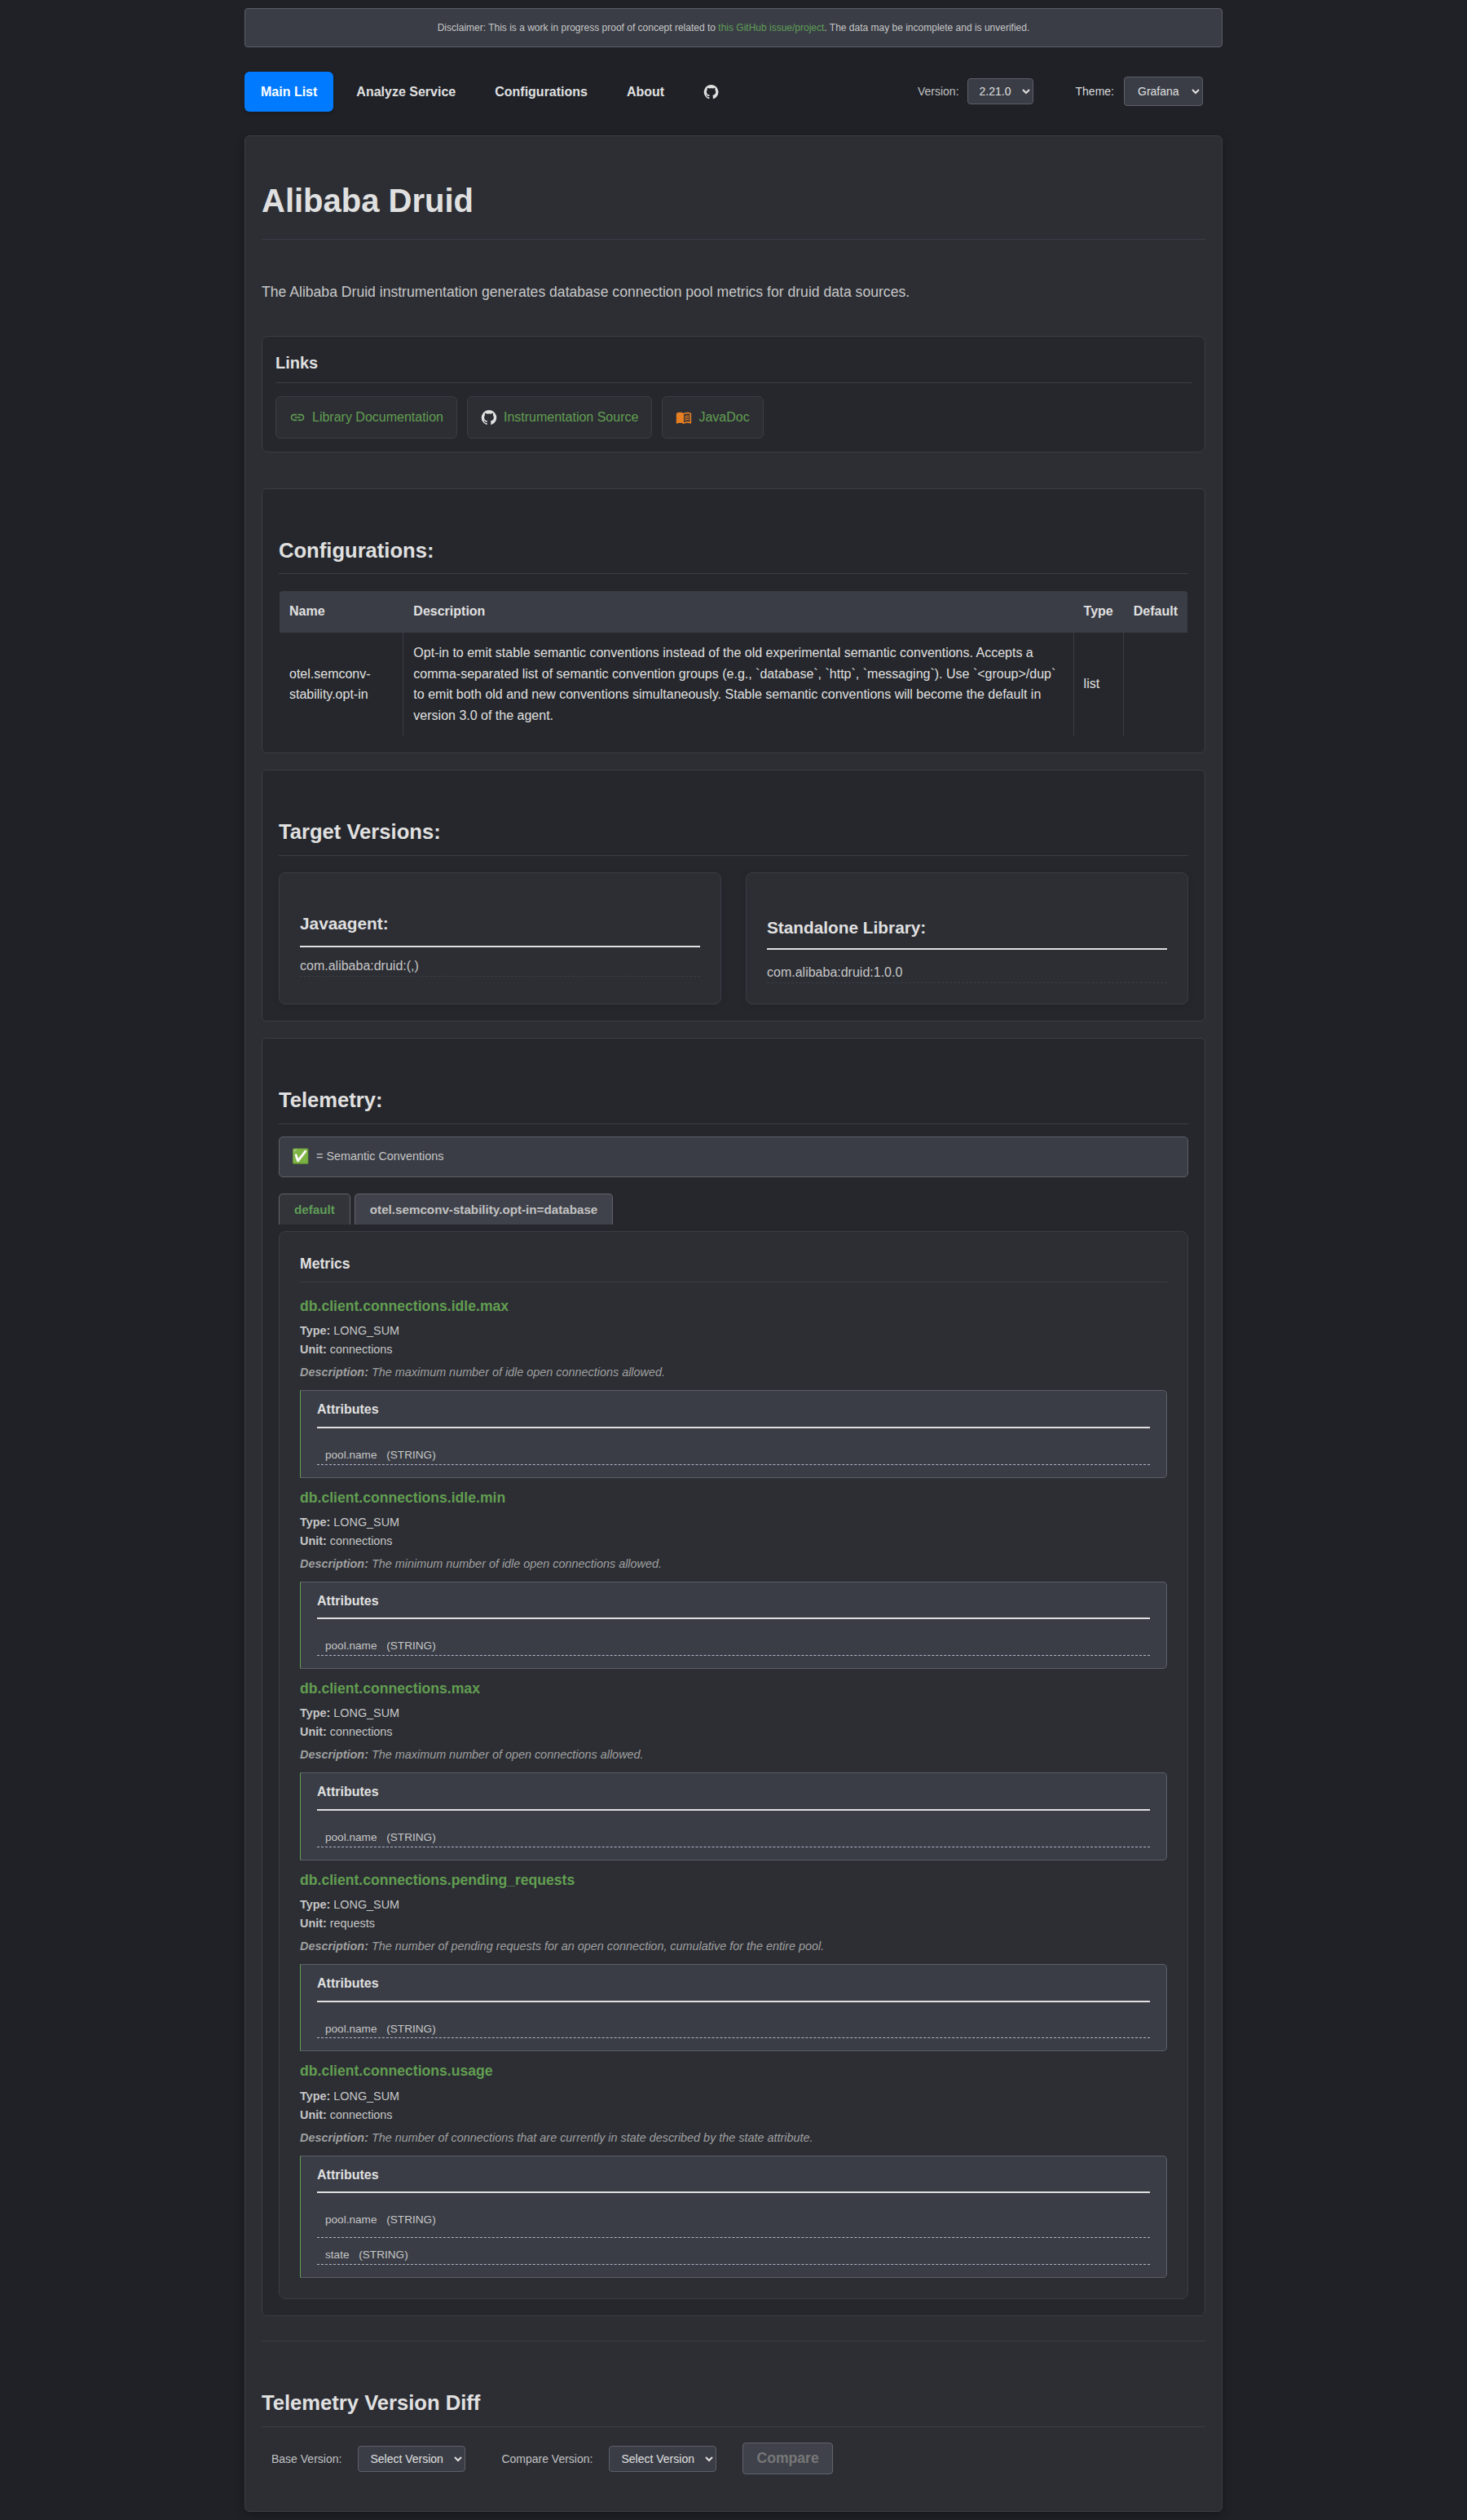 Disclaimer: This is a work in progress proof of concept related to this GitHub issue/project. The data may be incomplete and is unverified.
Main List Analyze Service Configurations About Version: 2.21.0 Theme: Grafana
Alibaba Druid
The Alibaba Druid instrumentation generates database connection pool metrics for druid data sources.
Links
Library Documentation Instrumentation Source JavaDoc
Configurations:
Name Description Type Default
otel.semconv-stability.opt-in
Opt-in to emit stable semantic conventions instead of the old experimental semantic conventions. Accepts a
comma-separated list of semantic convention groups (e.g., `database`, `http`, `messaging`). Use `<group>/dup`
to emit both old and new conventions simultaneously. Stable semantic conventions will become the default in
version 3.0 of the agent.
list
Target Versions:
Javaagent:
com.alibaba:druid:(,)
Standalone Library:
com.alibaba:druid:1.0.0
Telemetry:
✅ = Semantic Conventions
default otel.semconv-stability.opt-in=database
Metrics
db.client.connections.idle.max
Type: LONG_SUM
Unit: connections
Description: The maximum number of idle open connections allowed.
Attributes
pool.name (STRING)
db.client.connections.idle.min
Type: LONG_SUM
Unit: connections
Description: The minimum number of idle open connections allowed.
Attributes
pool.name (STRING)
db.client.connections.max
Type: LONG_SUM
Unit: connections
Description: The maximum number of open connections allowed.
Attributes
pool.name (STRING)
db.client.connections.pending_requests
Type: LONG_SUM
Unit: requests
Description: The number of pending requests for an open connection, cumulative for the entire pool.
Attributes
pool.name (STRING)
db.client.connections.usage
Type: LONG_SUM
Unit: connections
Description: The number of connections that are currently in state described by the state attribute.
Attributes
pool.name (STRING)
state (STRING)
Telemetry Version Diff
Base Version: Select Version Compare Version: Select Version Compare